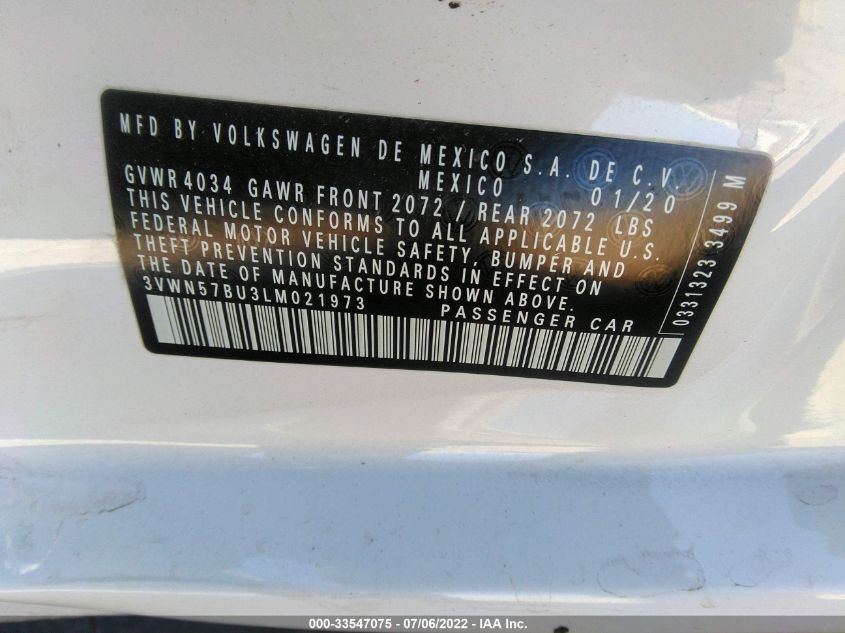 MFD BY VOLKSWAGEN DE MEXICO S.A. DE C.V.
MEXICO 01/20
GVWR 4034 GAWR FRONT 2072 / REAR 2072 LBS
THIS VEHICLE CONFORMS TO ALL APPLICABLE U.S.
FEDERAL MOTOR VEHICLE SAFETY, BUMPER AND
THEFT PREVENTION STANDARDS IN EFFECT ON
THE DATE OF MANUFACTURE SHOWN ABOVE.
3VWN57BU3LM021973 PASSENGER CAR
0331323 3499 M
000-33547075 - 07/06/2022 - IAA Inc.